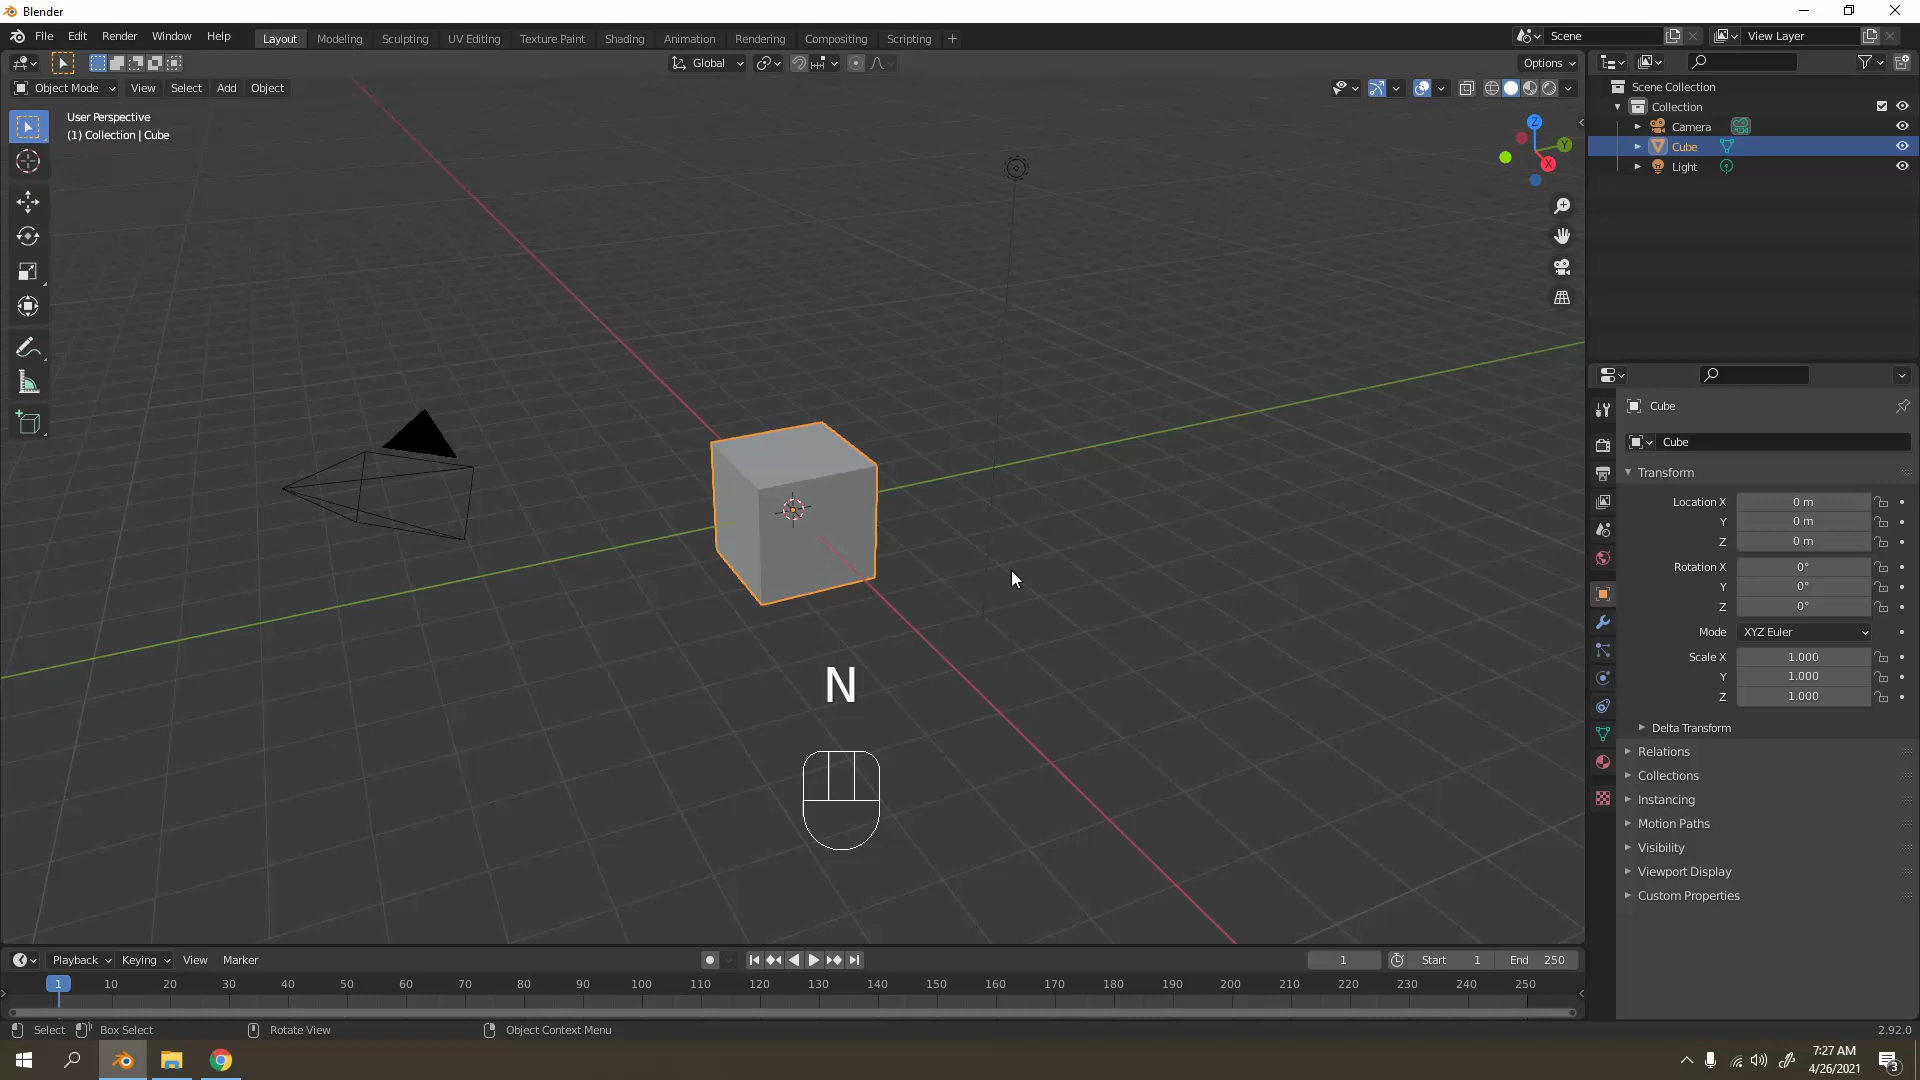 Blender
File Edit Render Window Help
Layout Modeling Sculpting UV Editing Texture Paint Shading Animation Rendering Compositing Scripting +
Scene
View Layer
Global
Options
Object Mode View Select Add Object
User Perspective
(1) Collection | Cube
Z
Y
X
N
Scene Collection
Collection
Camera
Cube
Light
Cube
Cube
Transform
Location X 0 m
Y 0 m
Z 0 m
Rotation X 0°
Y 0°
Z 0°
Mode XYZ Euler
Scale X 1.000
Y 1.000
Z 1.000
Delta Transform
Relations
Collections
Instancing
Motion Paths
Visibility
Viewport Display
Custom Properties
Playback Keying View Marker
1 Start 1 End 250
1 10 20 30 40 50 60 70 80 90 100 110 120 130 140 150 160 170 180 190 200 210 220 230 240 250
Select Box Select Rotate View Object Context Menu 2.92.0
7:27 AM
4/26/2021
3